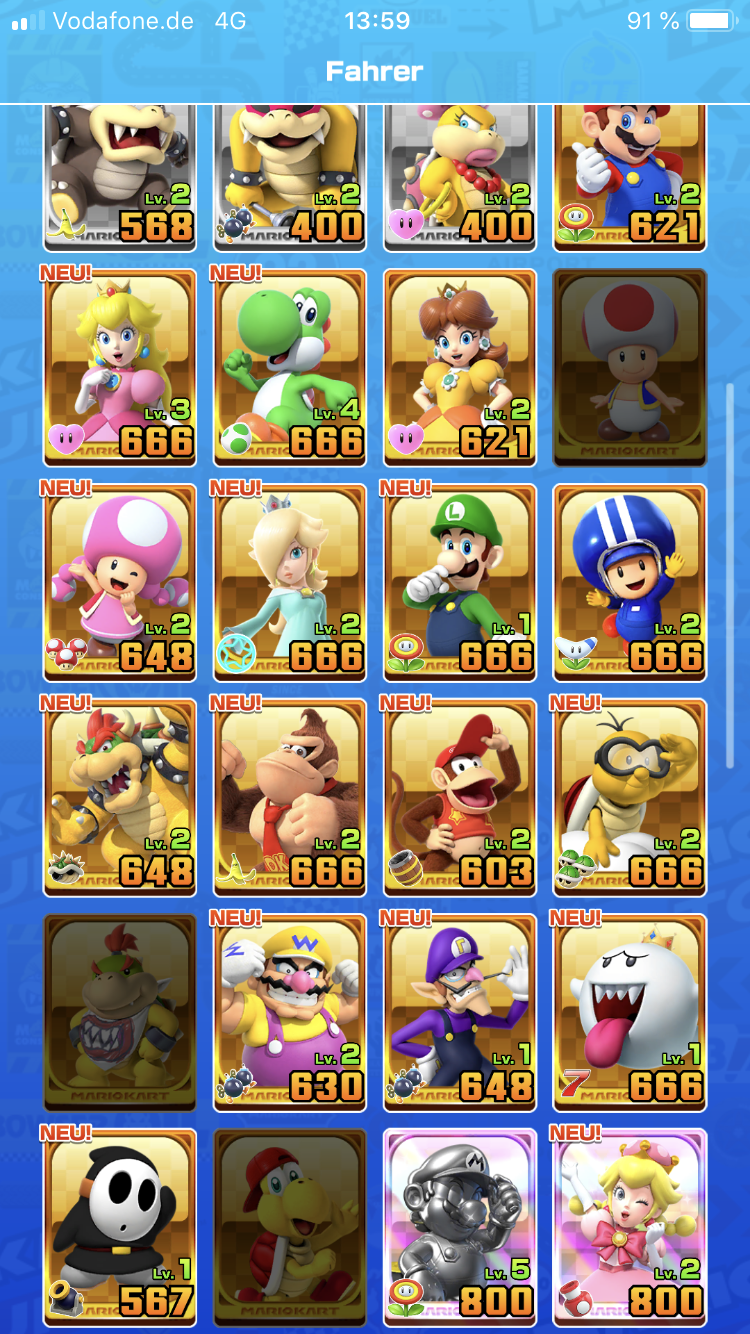 Vodafone.de 4G 13:59 91 %
Fahrer
Lv. 2 Lv. 2 Lv. 2 Lv. 2
568 400 400 621
NEU! NEU!
Lv. 3 Lv. 4 Lv. 2
666 666 621 MARIOKART
NEU! NEU! NEU!
L
Lv. 2 Lv. 2 Lv. 1 Lv. 2
648 666 666 666
NEU! NEU! NEU! NEU!
DK
Lv. 2 Lv. 2 Lv. 2 Lv. 2
648 666 603 666
NEU! NEU! NEU!
W
Lv. 2 Lv. 1 Lv. 1
MARIOKART 630 648 666
NEU! NEU!
M
Lv. 1 Lv. 5 Lv. 2
567 MARIOKART 800 800